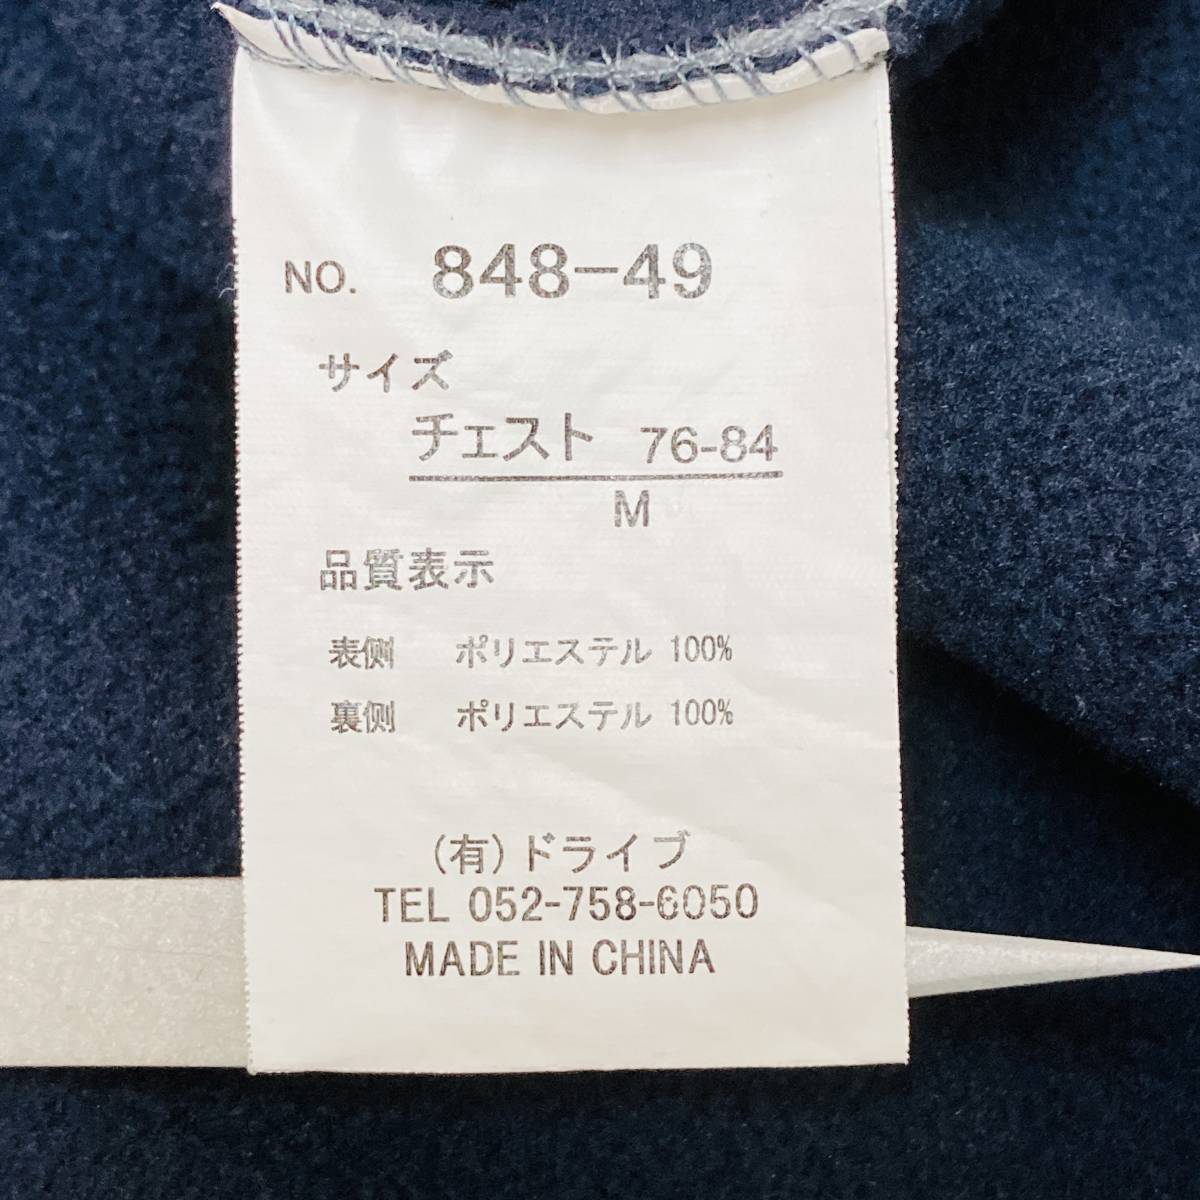 NO. 848-49
サイズ
チェスト 76-84
M
品質表示
表側 ポリエステル 100%
裏側 ポリエステル 100%
(有)ドライブ
TEL 052-758-6050
MADE IN CHINA